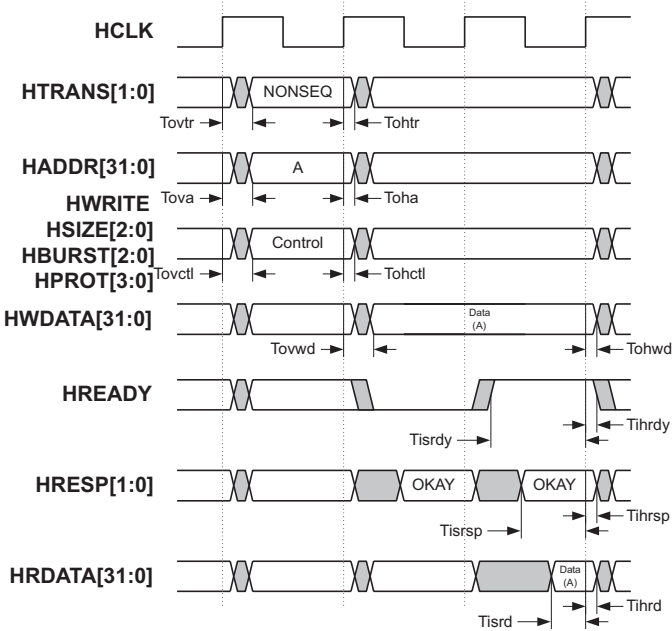 HCLK
HTRANS[1:0]
NONSEQ
Tovtr
Tohtr
HADDR[31:0]
A
Tova
Toha
HWRITE
HSIZE[2:0]
HBURST[2:0]
HPROT[3:0]
Control
Tovctl
Tohctl
HWDATA[31:0]
Data
(A)
Tovwd
Tohwd
HREADY
Tisrdy
Tihrdy
HRESP[1:0]
OKAY
OKAY
Tisrsp
Tihrsp
HRDATA[31:0]
Data
(A)
Tisrd
Tihrd